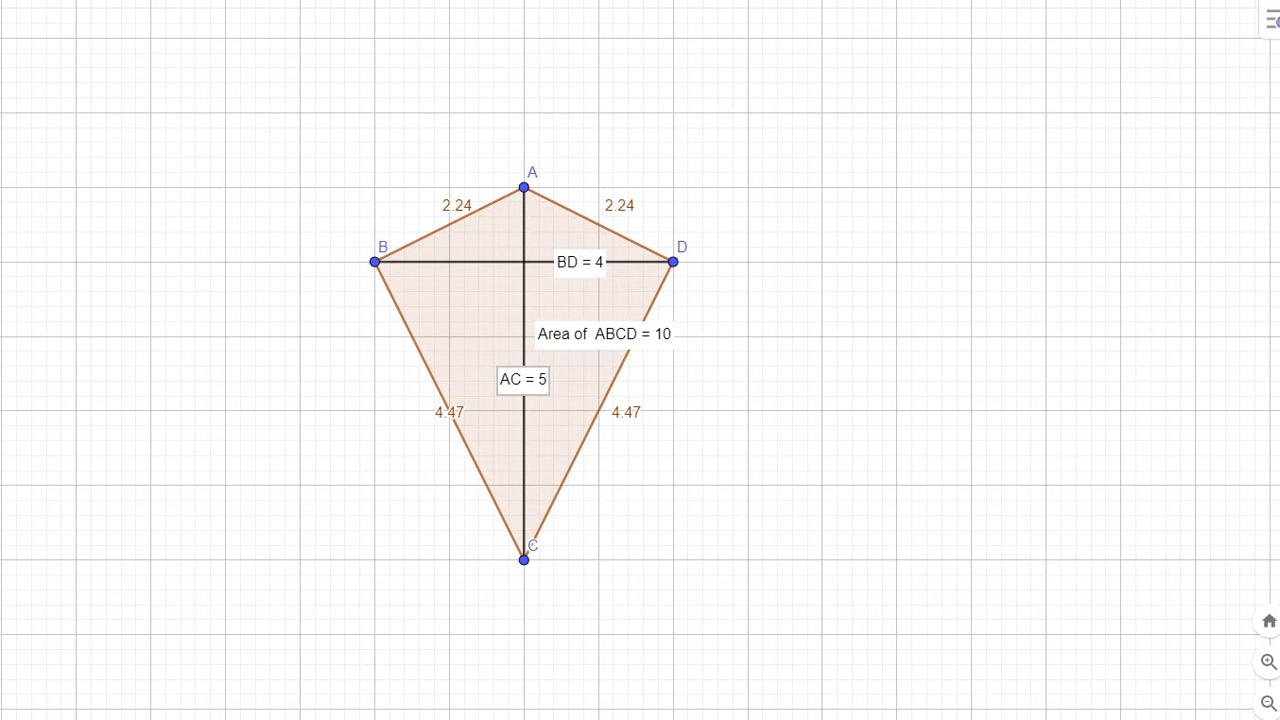 A
2.24
2.24
B
D
BD = 4
Area of ABCD = 10
AC = 5
4.47
4.47
C